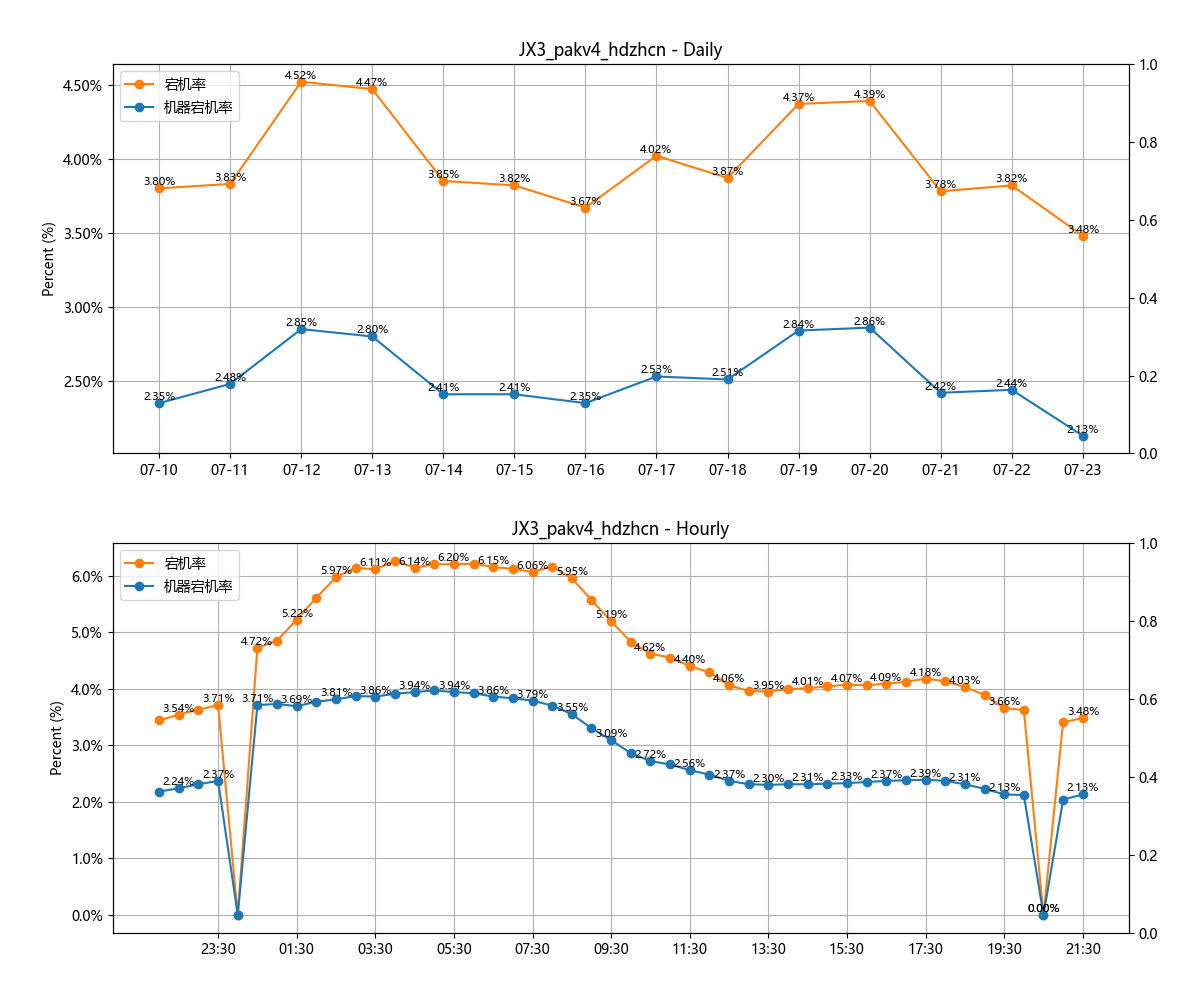 JX3_pakv4_hdzhcn - Daily
宕机率
机器宕机率
Percent (%)
4.50%
4.00%
3.50%
3.00%
2.50%
1.0
0.8
0.6
0.4
0.2
0.0
3.80% 3.83% 4.52% 4.47% 3.85% 3.82% 3.67% 4.02% 3.87% 4.37% 4.39% 3.78% 3.82% 3.48%
2.35% 2.48% 2.85% 2.80% 2.41% 2.41% 2.35% 2.53% 2.51% 2.84% 2.86% 2.42% 2.44% 2.13%
07-10 07-11 07-12 07-13 07-14 07-15 07-16 07-17 07-18 07-19 07-20 07-21 07-22 07-23
JX3_pakv4_hdzhcn - Hourly
宕机率
机器宕机率
Percent (%)
6.0%
5.0%
4.0%
3.0%
2.0%
1.0%
0.0%
1.0
0.8
0.6
0.4
0.2
0.0
3.54% 3.71% 4.72% 5.22% 5.97% 6.11% 6.14% 6.20% 6.15% 6.06% 5.95% 5.19% 4.62% 4.40% 4.06% 3.95% 4.01% 4.07% 4.09% 4.18% 4.03% 3.66% 0.00% 3.48%
2.24% 2.37% 3.71% 3.69% 3.81% 3.86% 3.94% 3.94% 3.86% 3.79% 3.55% 3.09% 2.72% 2.56% 2.37% 2.30% 2.31% 2.33% 2.37% 2.39% 2.31% 2.13% 0.00% 2.13%
23:30 01:30 03:30 05:30 07:30 09:30 11:30 13:30 15:30 17:30 19:30 21:30